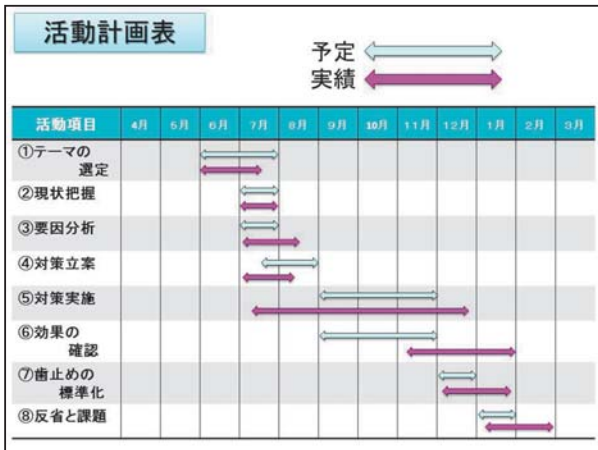 活動計画表
予定
実績
活動項目 4月 5月 6月 7月 8月 9月 10月 11月 12月 1月 2月 3月
①テーマの
選定
②現状把握
③要因分析
④対策立案
⑤対策実施
⑥効果の
確認
⑦歯止めの
標準化
⑧反省と課題